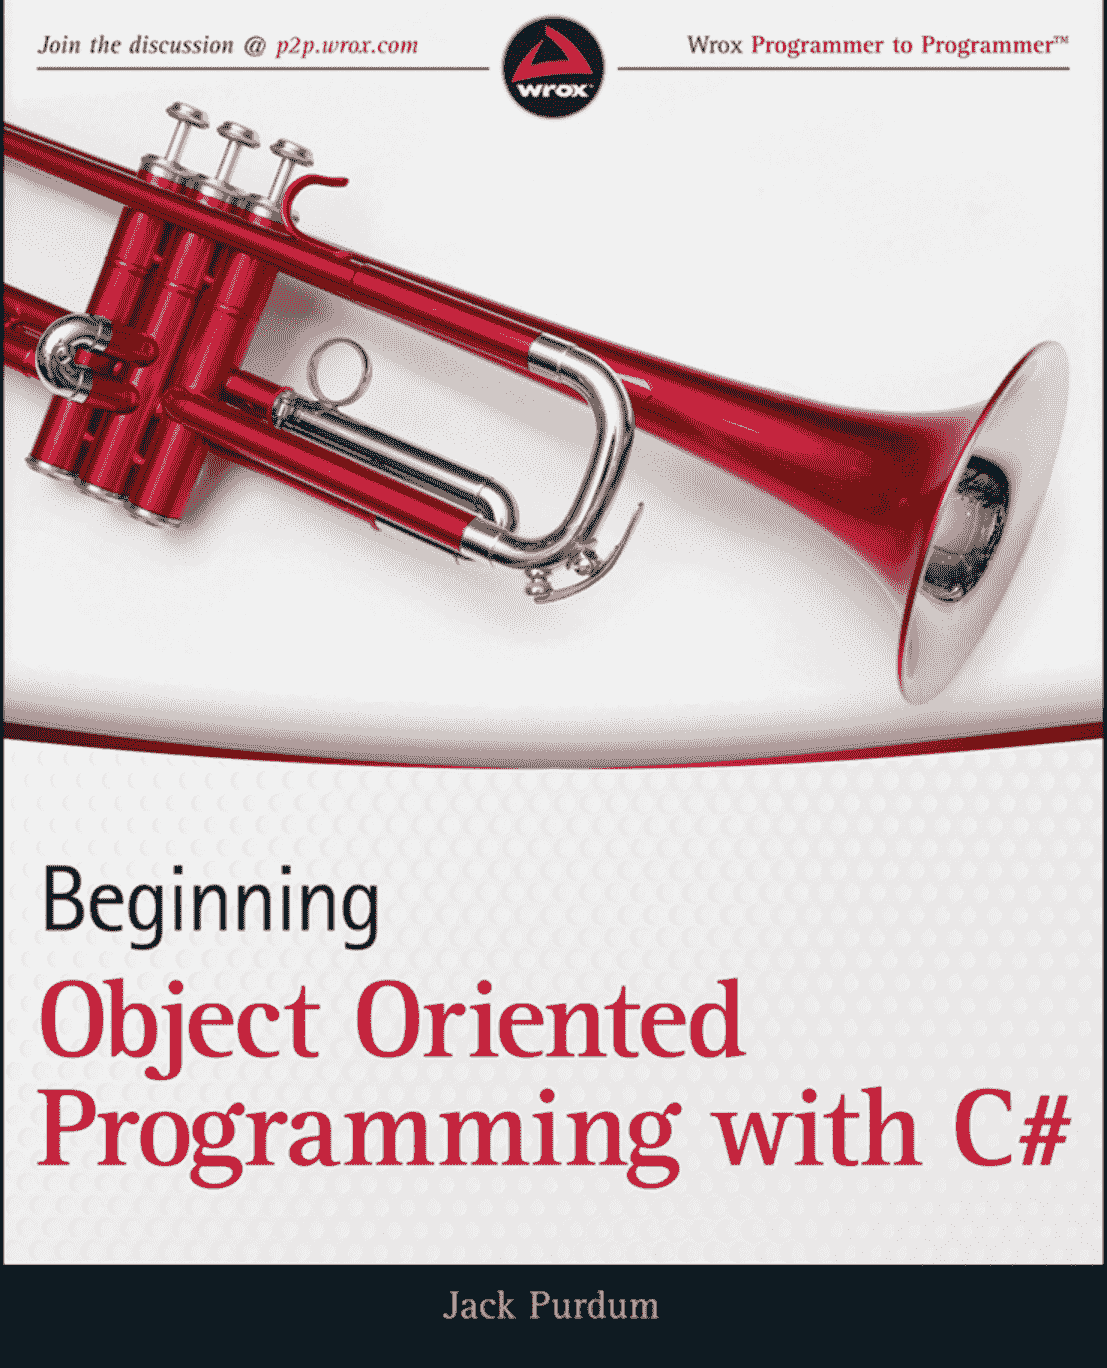 Join the discussion @ p2p.wrox.com
wrox
Wrox Programmer to Programmer™
Beginning
Object Oriented
Programming with C#
Jack Purdum